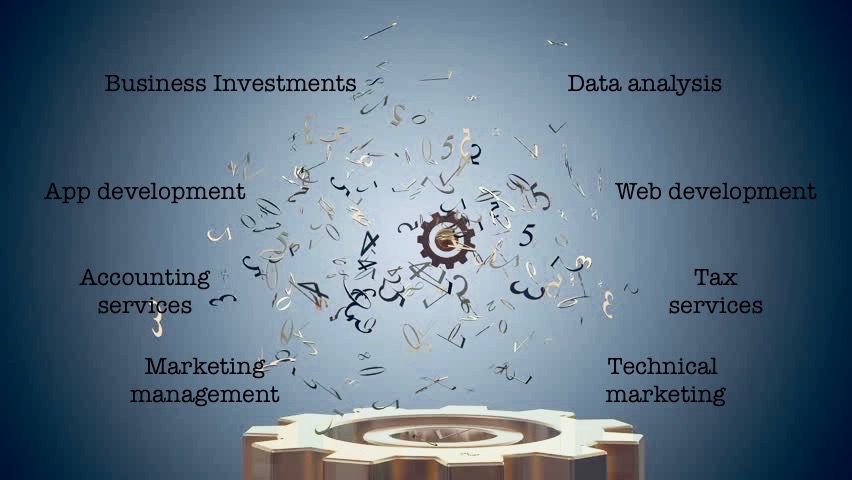 Business Investments
Data analysis
App development
Web development
Accounting
services
Tax
services
Marketing
management
Technical
marketing